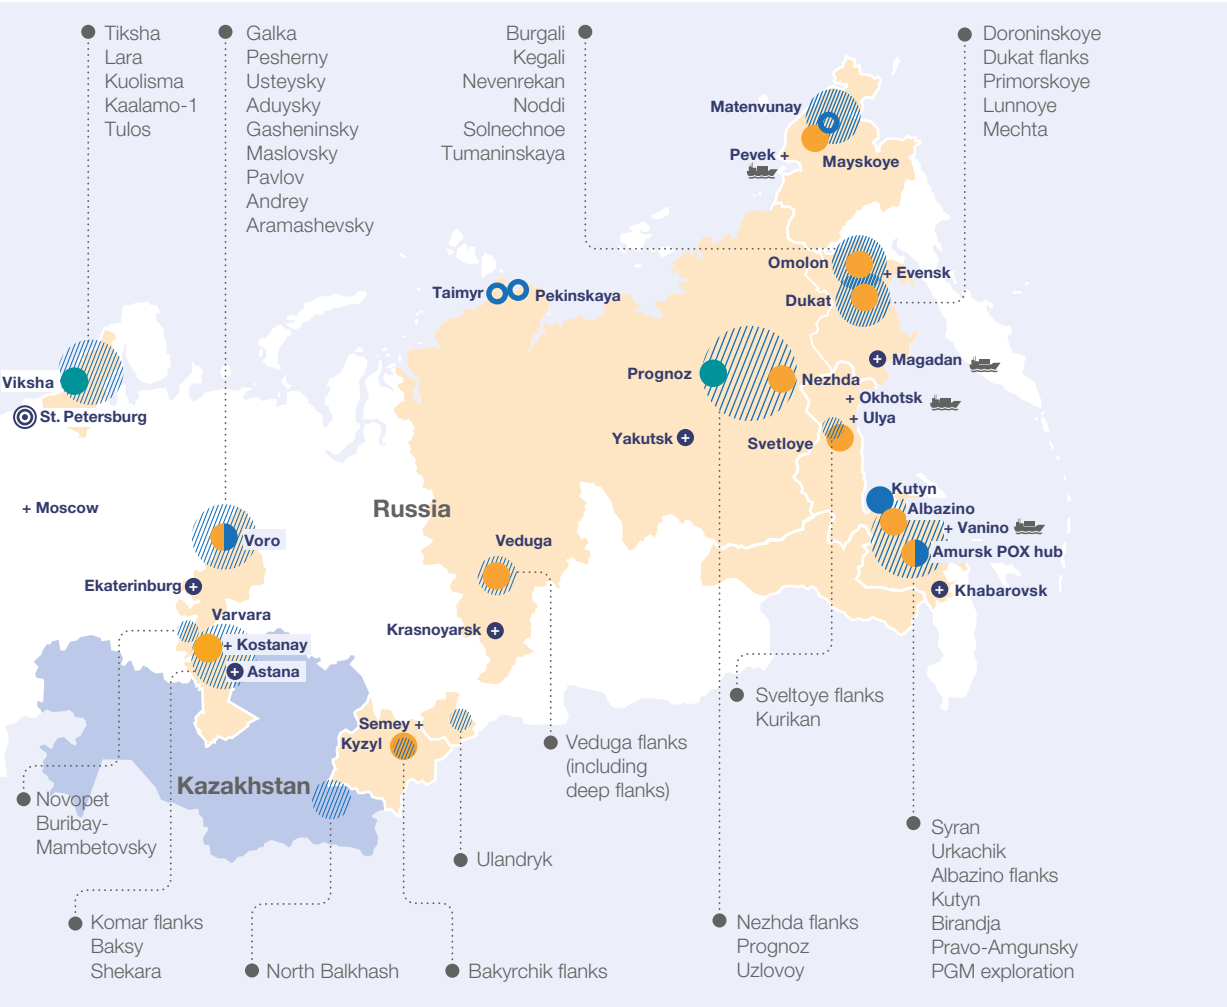 Tiksha
Lara
Kuolisma
Kaalamo-1
Tulos
Galka
Pesherny
Usteysky
Aduysky
Gasheninsky
Maslovsky
Pavlov
Andrey
Aramashevsky
Burgali
Kegali
Nevenrekan
Noddi
Solnechnoe
Tumaninskaya
Doroninskoye
Dukat flanks
Primorskoye
Lunnoye
Mechta
Matenvunay
Pevek +
Mayskoye
Omolon
+ Evensk
Taimyr
Pekinskaya
Dukat
Magadan
Prognoz
Nezhda
Viksha
+ Okhotsk
St. Petersburg
+ Ulya
Yakutsk
Svetloye
Kutyn
+ Moscow
Russia
Albazino
+ Vanino
Voro
Veduga
Amursk POX hub
Ekaterinburg
Khabarovsk
Varvara
Krasnoyarsk
+ Kostanay
Astana
Semey +
Kyzyl
Kazakhstan
Sveltoye flanks
Kurikan
Veduga flanks
(including
deep flanks)
Novopet
Buribay-
Mambetovsky
Ulandryk
Syran
Urkachik
Albazino flanks
Kutyn
Birandja
Pravo-Amgunsky
PGM exploration
Komar flanks
Baksy
Shekara
North Balkhash
Bakyrchik flanks
Nezhda flanks
Prognoz
Uzlovoy